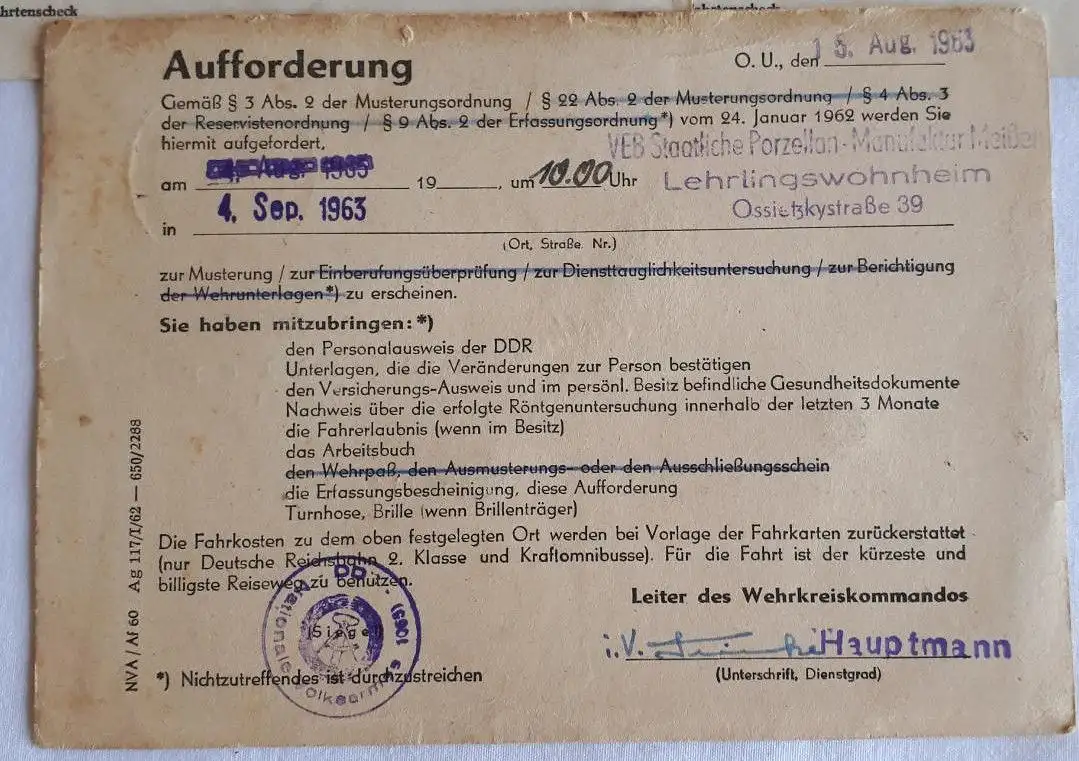 hrtenscheck
Aufforderung
O. U., den 15. Aug. 1963
Gemäß § 3 Abs. 2 der Musterungsordnung / § 22 Abs. 2 der Musterungsordnung / § 4 Abs. 3
der Reservistenordnung / § 9 Abs. 2 der Erfassungsordnung*) vom 24. Januar 1962 werden Sie
hiermit aufgefordert,
VEB Staatliche Porzellan-Manufaktur Meißen
am 19 , um 10.00 Uhr Lehrlingswohnheim
4. Sep. 1963 Ossietzkystraße 39
in
(Ort, Straße, Nr.)
zur Musterung / zur Einberufungsüberprüfung / zur Diensttauglichkeitsuntersuchung / zur Berichtigung
der Wehrunterlagen*) zu erscheinen.
Sie haben mitzubringen:*)
den Personalausweis der DDR
Unterlagen, die die Veränderungen zur Person bestätigen
den Versicherungs-Ausweis und im persönl. Besitz befindliche Gesundheitsdokumente
Nachweis über die erfolgte Röntgenuntersuchung innerhalb der letzten 3 Monate
die Fahrerlaubnis (wenn im Besitz)
das Arbeitsbuch
den Wehrpaß, den Ausmusterungs- oder den Ausschließungsschein
die Erfassungsbescheinigung, diese Aufforderung
Turnhose, Brille (wenn Brillenträger)
Die Fahrkosten zu dem oben festgelegten Ort werden bei Vorlage der Fahrkarten zurückerstattet
(nur Deutsche Reichsbahn 2. Klasse und Kraftomnibusse). Für die Fahrt ist der kürzeste und
billigste Reiseweg zu benutzen.
Leiter des Wehrkreiskommandos
(Siegel)
Nationale Volksarmee
i.V. Hauptmann
(Unterschrift, Dienstgrad)
*) Nichtzutreffendes ist durchzustreichen
NVA / Af 60 Ag 117/I/62 — 650/2288